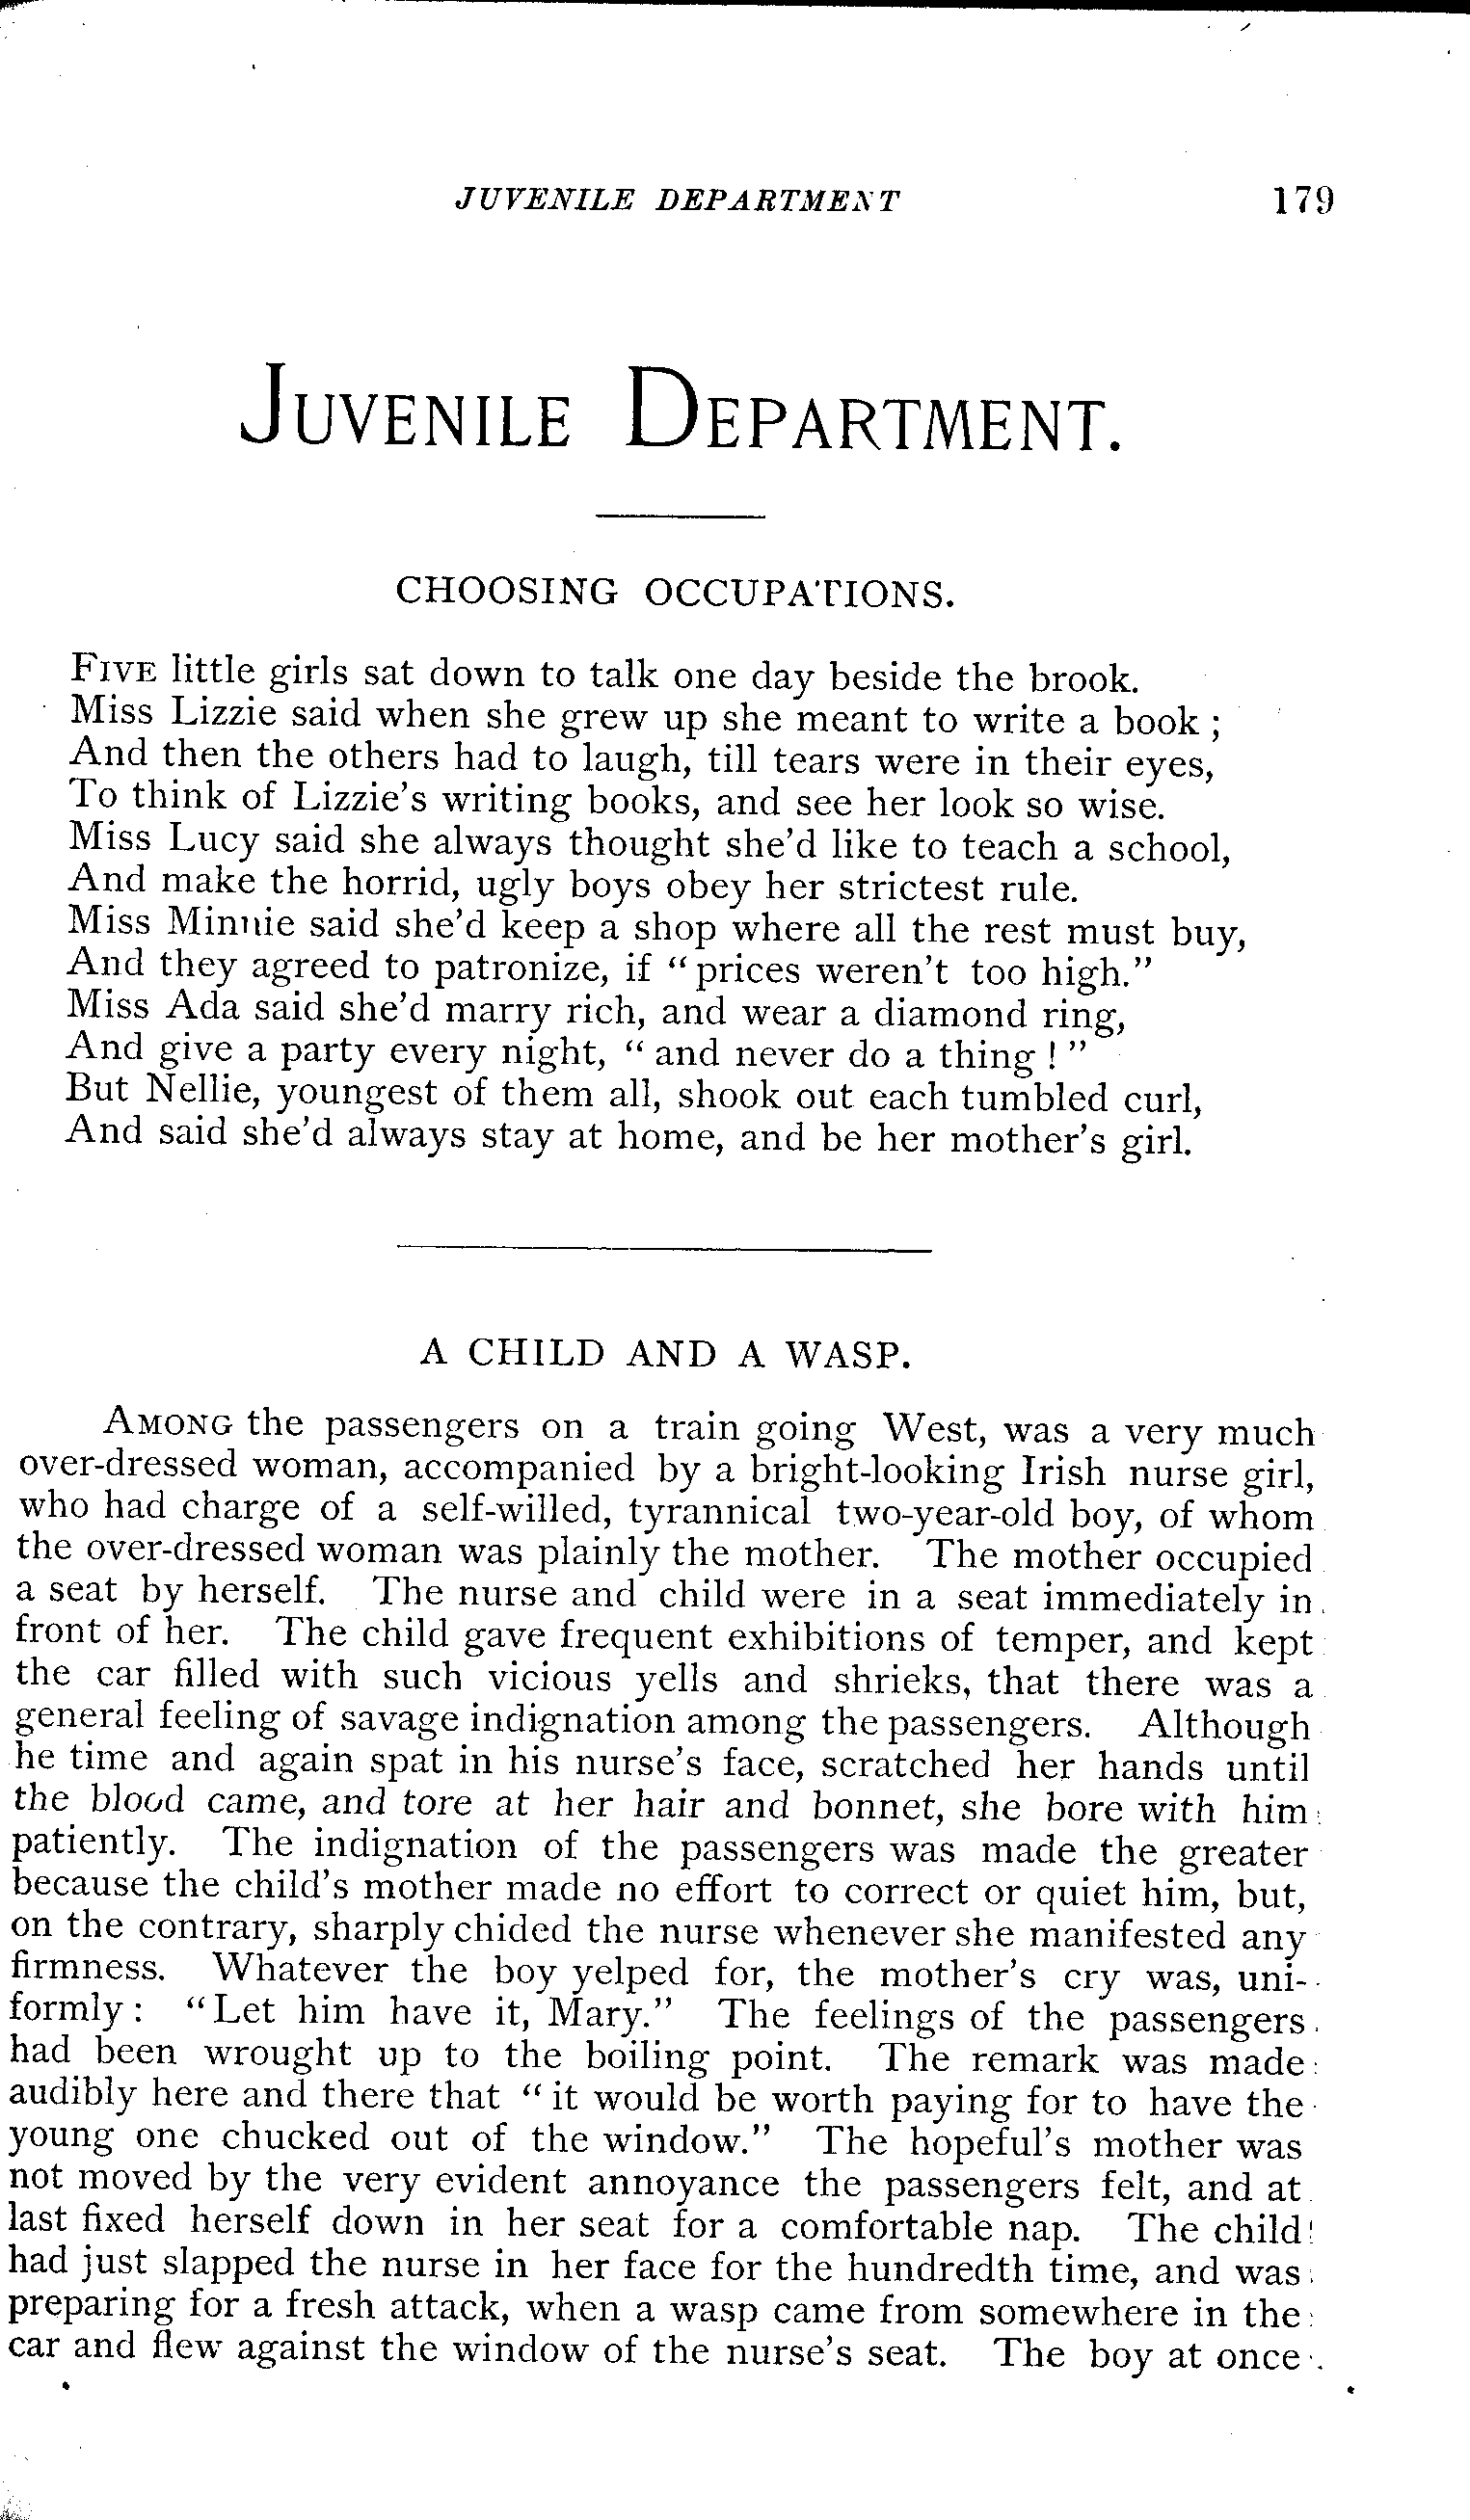 JUVENILE DEPARTMENT 179
JUVENILE DEPARTMENT.
CHOOSING OCCUPATIONS.
FIVE little girls sat down to talk one day beside the brook.
Miss Lizzie said when she grew up she meant to write a book ;
And then the others had to laugh, till tears were in their eyes,
To think of Lizzie's writing books, and see her look so wise.
Miss Lucy said she always thought she'd like to teach a school,
And make the horrid, ugly boys obey her strictest rule.
Miss Minnie said she'd keep a shop where all the rest must buy,
And they agreed to patronize, if "prices weren't too high."
Miss Ada said she'd marry rich, and wear a diamond ring,
And give a party every night, "and never do a thing ! "
But Nellie, youngest of them all, shook out each tumbled curl,
And said she'd always stay at home, and be her mother's girl.
A CHILD AND A WASP.
AMONG the passengers on a train going West, was a very much
over-dressed woman, accompanied by a bright-looking Irish nurse girl,
who had charge of a self-willed, tyrannical two-year-old boy, of whom
the over-dressed woman was plainly the mother. The mother occupied
a seat by herself. The nurse and child were in a seat immediately in
front of her. The child gave frequent exhibitions of temper, and kept
the car filled with such vicious yells and shrieks, that there was a
general feeling of savage indignation among the passengers. Although
he time and again spat in his nurse's face, scratched her hands until
the blood came, and tore at her hair and bonnet, she bore with him
patiently. The indignation of the passengers was made the greater
because the child's mother made no effort to correct or quiet him, but,
on the contrary, sharply chided the nurse whenever she manifested any
firmness. Whatever the boy yelped for, the mother's cry was, uni-
formly : "Let him have it, Mary." The feelings of the passengers
had been wrought up to the boiling point. The remark was made
audibly here and there that "it would be worth paying for to have the
young one chucked out of the window." The hopeful's mother was
not moved by the very evident annoyance the passengers felt, and at
last fixed herself down in her seat for a comfortable nap. The child
had just slapped the nurse in her face for the hundredth time, and was
preparing for a fresh attack, when a wasp came from somewhere in the
car and flew against the window of the nurse's seat. The boy at once